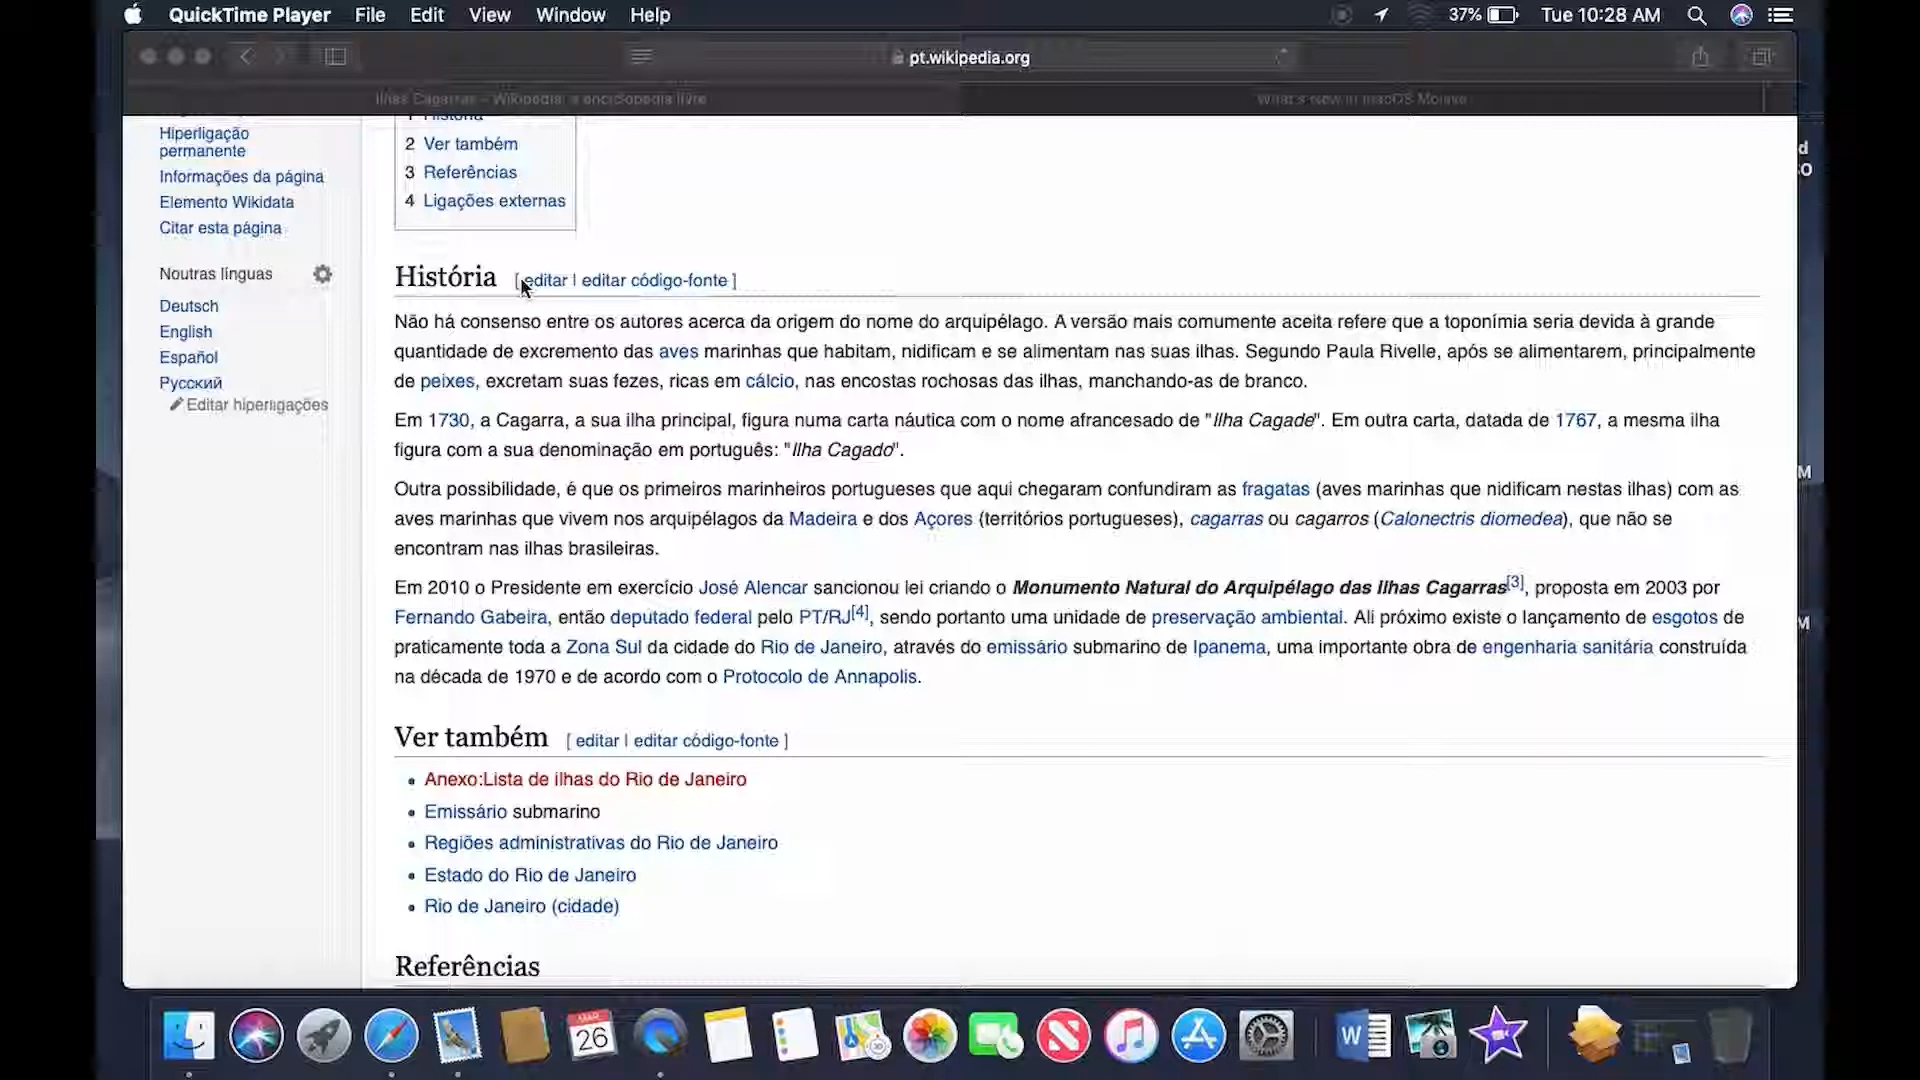 QuickTime Player File Edit View Window Help 37% Tue 10:28 AM
pt.wikipedia.org
Ilhas Cagarras – Wikipédia, a enciclopédia livre
What's New in macOS Mojave
Hiperligação
permanente
Informações da página
Elemento Wikidata
Citar esta página
Noutras línguas
Deutsch
English
Español
Русский
Editar hiperligações
1 História
2 Ver também
3 Referências
4 Ligações externas
História [ editar | editar código-fonte ]
Não há consenso entre os autores acerca da origem do nome do arquipélago. A versão mais comumente aceita refere que a toponímia seria devida à grande
quantidade de excremento das aves marinhas que habitam, nidificam e se alimentam nas suas ilhas. Segundo Paula Rivelle, após se alimentarem, principalmente
de peixes, excretam suas fezes, ricas em cálcio, nas encostas rochosas das ilhas, manchando-as de branco.
Em 1730, a Cagarra, a sua ilha principal, figura numa carta náutica com o nome afrancesado de "Ilha Cagade". Em outra carta, datada de 1767, a mesma ilha
figura com a sua denominação em português: "Ilha Cagado".
Outra possibilidade, é que os primeiros marinheiros portugueses que aqui chegaram confundiram as fragatas (aves marinhas que nidificam nestas ilhas) com as
aves marinhas que vivem nos arquipélagos da Madeira e dos Açores (territórios portugueses), cagarras ou cagarros (Calonectris diomedea), que não se
encontram nas ilhas brasileiras.
Em 2010 o Presidente em exercício José Alencar sancionou lei criando o Monumento Natural do Arquipélago das Ilhas Cagarras[3], proposta em 2003 por
Fernando Gabeira, então deputado federal pelo PT/RJ[4], sendo portanto uma unidade de preservação ambiental. Ali próximo existe o lançamento de esgotos de
praticamente toda a Zona Sul da cidade do Rio de Janeiro, através do emissário submarino de Ipanema, uma importante obra de engenharia sanitária construída
na década de 1970 e de acordo com o Protocolo de Annapolis.
Ver também [ editar | editar código-fonte ]
Anexo:Lista de ilhas do Rio de Janeiro
Emissário submarino
Regiões administrativas do Rio de Janeiro
Estado do Rio de Janeiro
Rio de Janeiro (cidade)
Referências
MAR
26